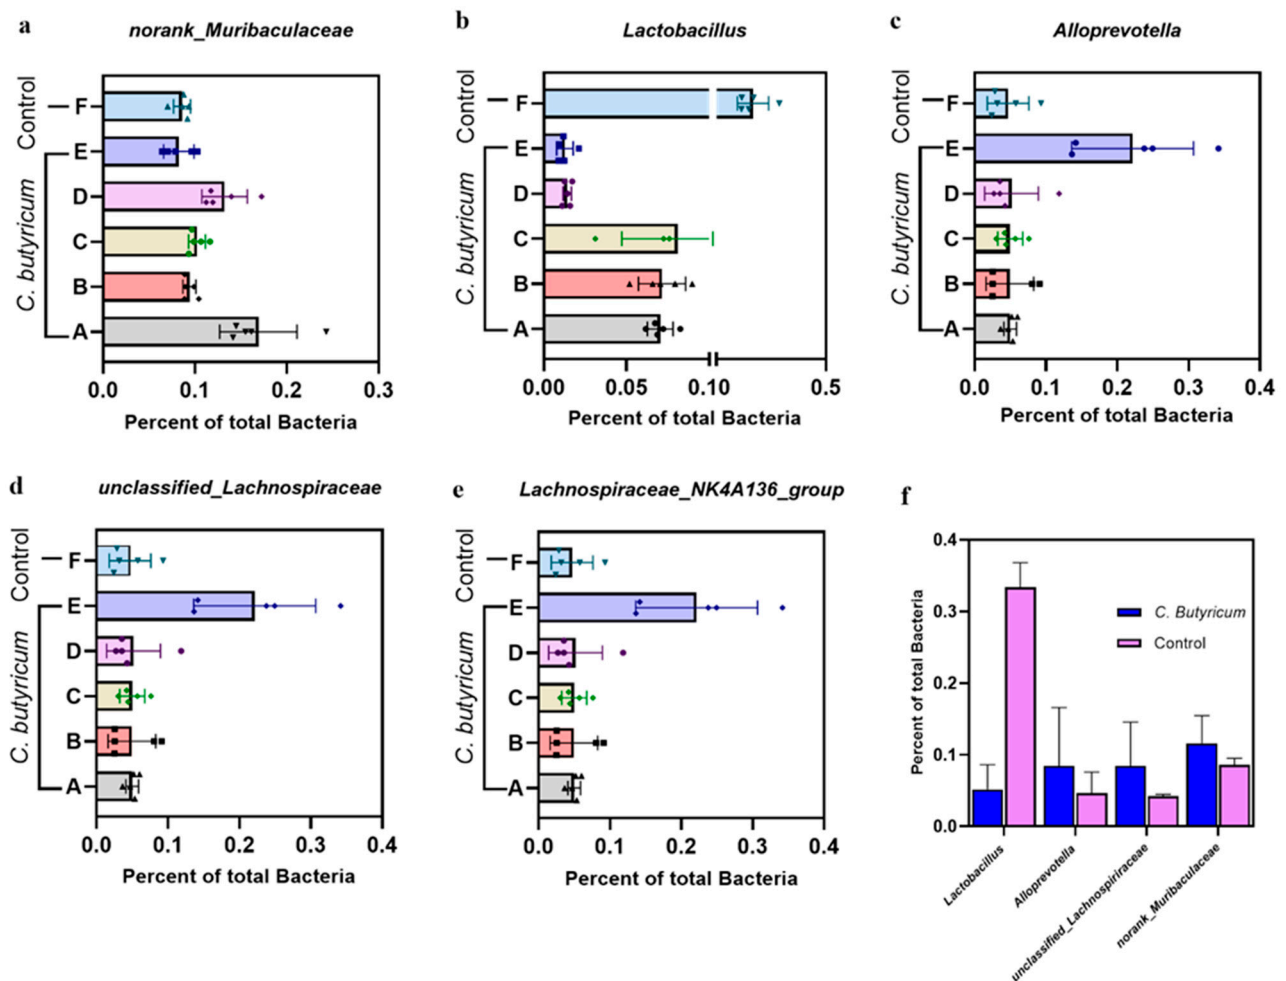 a
norank_Muribaculaceae
Control
C. butyricum
F
E
D
C
B
A
0.0 0.1 0.2 0.3
Percent of total Bacteria
b
Lactobacillus
Control
C. butyricum
F
E
D
C
B
A
0.00 0.05 0.10 0.5
Percent of total Bacteria
c
Alloprevotella
Control
C. butyricum
F
E
D
C
B
A
0.0 0.1 0.2 0.3 0.4
Percent of total Bacteria
d
unclassified_Lachnospiraceae
Control
C. butyricum
F
E
D
C
B
A
0.0 0.1 0.2 0.3 0.4
Percent of total Bacteria
e
Lachnospiraceae_NK4A136_group
Control
C. butyricum
F
E
D
C
B
A
0.0 0.1 0.2 0.3 0.4
Percent of total Bacteria
f
Percent of total Bacteria
0.4
0.3
0.2
0.1
0.0
C. Butyricum
Control
Lactobacillus
Alloprevotella
unclassified_Lachnospiriraceae
norank_Muribaculaceae